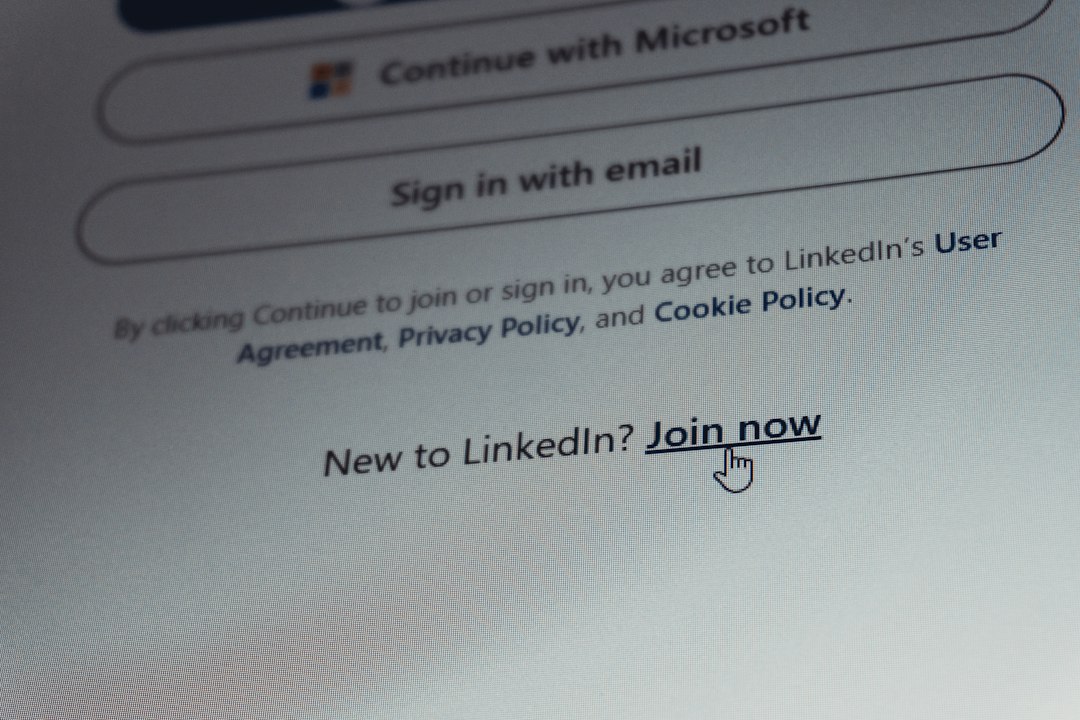 Continue with Microsoft
Sign in with email
By clicking Continue to join or sign in, you agree to LinkedIn's User
Agreement, Privacy Policy, and Cookie Policy.
New to LinkedIn? Join now